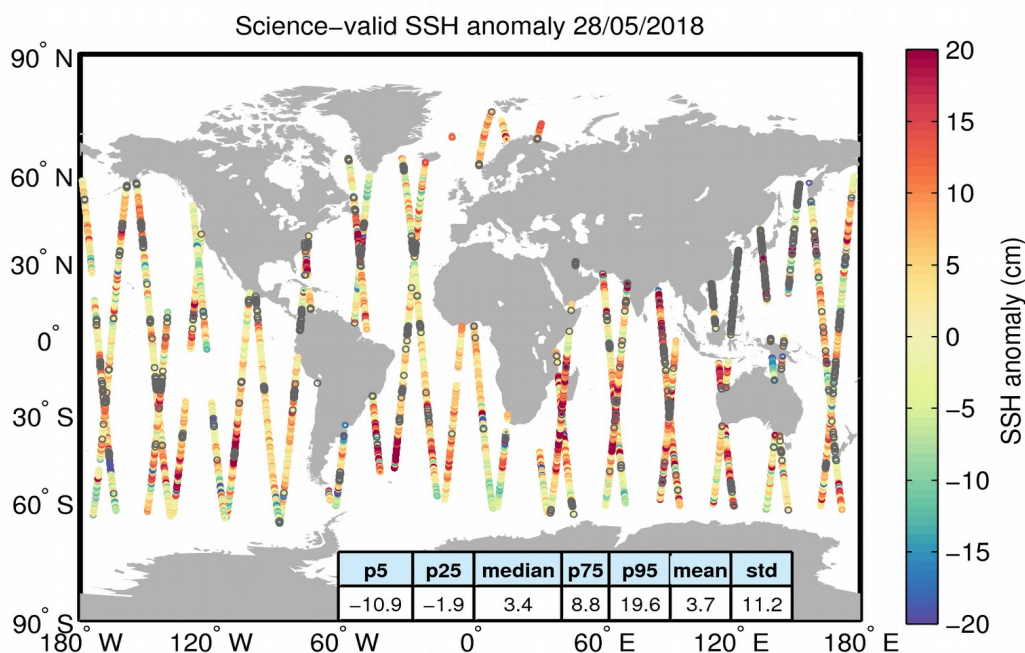 Science−valid SSH anomaly 28/05/2018
90° N
60° N
30° N
0°
30° S
60° S
90° S
180° W
120° W
60° W
0°
60° E
120° E
180° E
p5 p25 median p75 p95 mean std
−10.9 −1.9 3.4 8.8 19.6 3.7 11.2
20
15
10
5
0
−5
−10
−15
−20
SSH anomaly (cm)